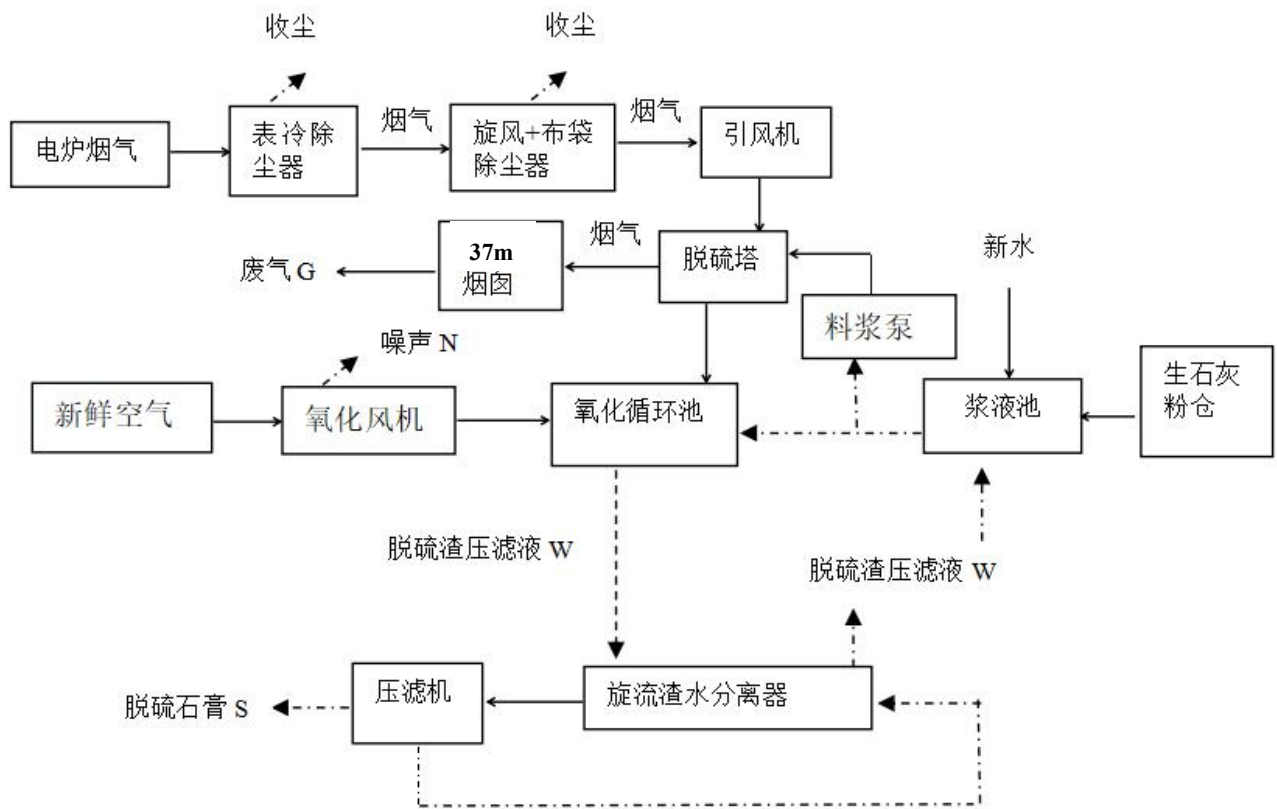 收尘
收尘
电炉烟气
表冷除
尘器
烟气
旋风+布袋
除尘器
烟气
引风机
废气 G
37m
烟囱
烟气
脱硫塔
新水
料浆泵
噪声 N
新鲜空气
氧化风机
氧化循环池
浆液池
生石灰
粉仓
脱硫渣压滤液 W
脱硫渣压滤液 W
脱硫石膏 S
压滤机
旋流渣水分离器